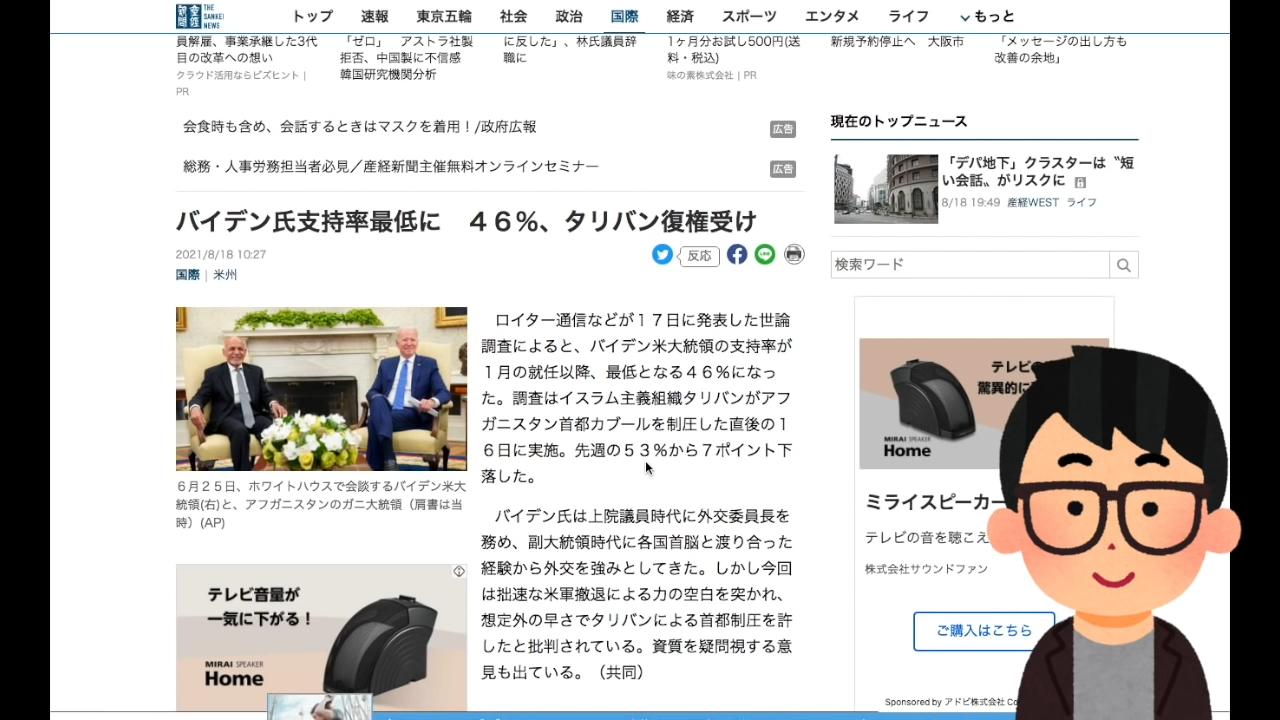 産経新聞 THE SANKEI NEWS
トップ 速報 東京五輪 社会 政治 国際 経済 スポーツ エンタメ ライフ もっと
員解雇、事業承継した3代目の改革への想い
クラウド活用ならビズヒント | PR
「ゼロ」 アストラ社製拒否、中国製に不信感 韓国研究機関分析
に反した」、林氏議員辞職に
1ヶ月分お試し500円(送料・税込)
味の素株式会社 | PR
新規予約停止へ 大阪市
「メッセージの出し方も改善の余地」
会食時も含め、会話するときはマスクを着用！/政府広報
広告
総務・人事労務担当者必見／産経新聞主催無料オンラインセミナー
広告
バイデン氏支持率最低に ４６％、タリバン復権受け
2021/8/18 10:27
反応
国際 | 米州
６月２５日、ホワイトハウスで会談するバイデン米大
統領(右)と、アフガニスタンのガニ大統領（肩書は当
時）(AP)
ロイター通信などが１７日に発表した世論
調査によると、バイデン米大統領の支持率が
１月の就任以降、最低となる４６％になっ
た。調査はイスラム主義組織タリバンがアフ
ガニスタン首都カブールを制圧した直後の１
６日に実施。先週の５３％から７ポイント下
落した。
バイデン氏は上院議員時代に外交委員長を
務め、副大統領時代に各国首脳と渡り合った
経験から外交を強みとしてきた。しかし今回
は拙速な米軍撤退による力の空白を突かれ、
想定外の早さでタリバンによる首都制圧を許
したと批判されている。資質を疑問視する意
見も出ている。（共同）
テレビ音量が
一気に下がる！
MIRAI SPEAKER
Home
現在のトップニュース
「デパ地下」クラスターは〝短
い会話〟がリスクに
8/18 19:49 産経WEST ライフ
検索ワード
テレビの
驚異的に
MIRAI SPEAKER
Home
ミライスピーカー
テレビの音を聴こえ
株式会社サウンドファン
ご購入はこちら
Sponsored by アドビ株式会社